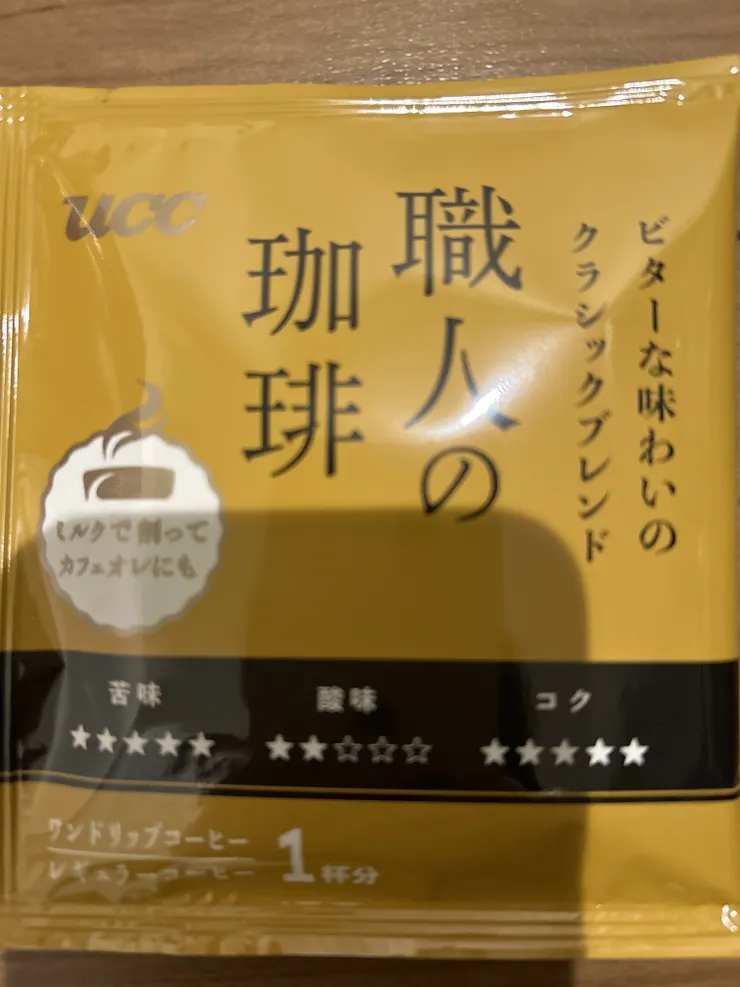 UCC
ビターな味わいの
クラシックブレンド
職人の
珈琲
ミルクで割って
カフェオレにも
苦味
酸味
コク
★★★★★
★★☆☆☆
★★★★★
ワンドリップコーヒー
レギュラーコーヒー
1杯分